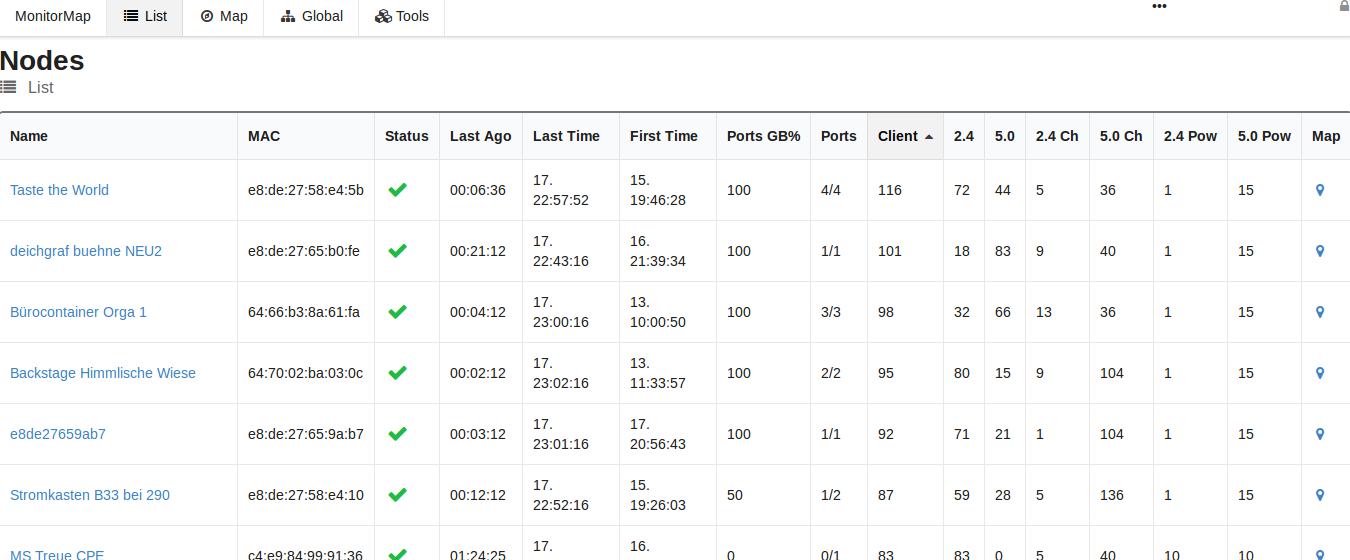 MonitorMap List Map Global Tools •••
Nodes
List
Name MAC Status Last Ago Last Time First Time Ports GB% Ports Client 2.4 5.0 2.4 Ch 5.0 Ch 2.4 Pow 5.0 Pow Map
Taste the World e8:de:27:58:e4:5b 00:06:36 17. 22:57:52 15. 19:46:28 100 4/4 116 72 44 5 36 1 15
deichgraf buehne NEU2 e8:de:27:65:b0:fe 00:21:12 17. 22:43:16 16. 21:39:34 100 1/1 101 18 83 9 40 1 15
Bürocontainer Orga 1 64:66:b3:8a:61:fa 00:04:12 17. 23:00:16 13. 10:00:50 100 3/3 98 32 66 13 36 1 15
Backstage Himmlische Wiese 64:70:02:ba:03:0c 00:02:12 17. 23:02:16 13. 11:33:57 100 2/2 95 80 15 9 104 1 15
e8de27659ab7 e8:de:27:65:9a:b7 00:03:12 17. 23:01:16 17. 20:56:43 100 1/1 92 71 21 1 104 1 15
Stromkasten B33 bei 290 e8:de:27:58:e4:10 00:12:12 17. 22:52:16 15. 19:26:03 50 1/2 87 59 28 5 136 1 15
MS Treue CPE c4:e9:84:99:91:36 01:24:25 17. 16. 0 0/1 83 83 0 5 40 10 10